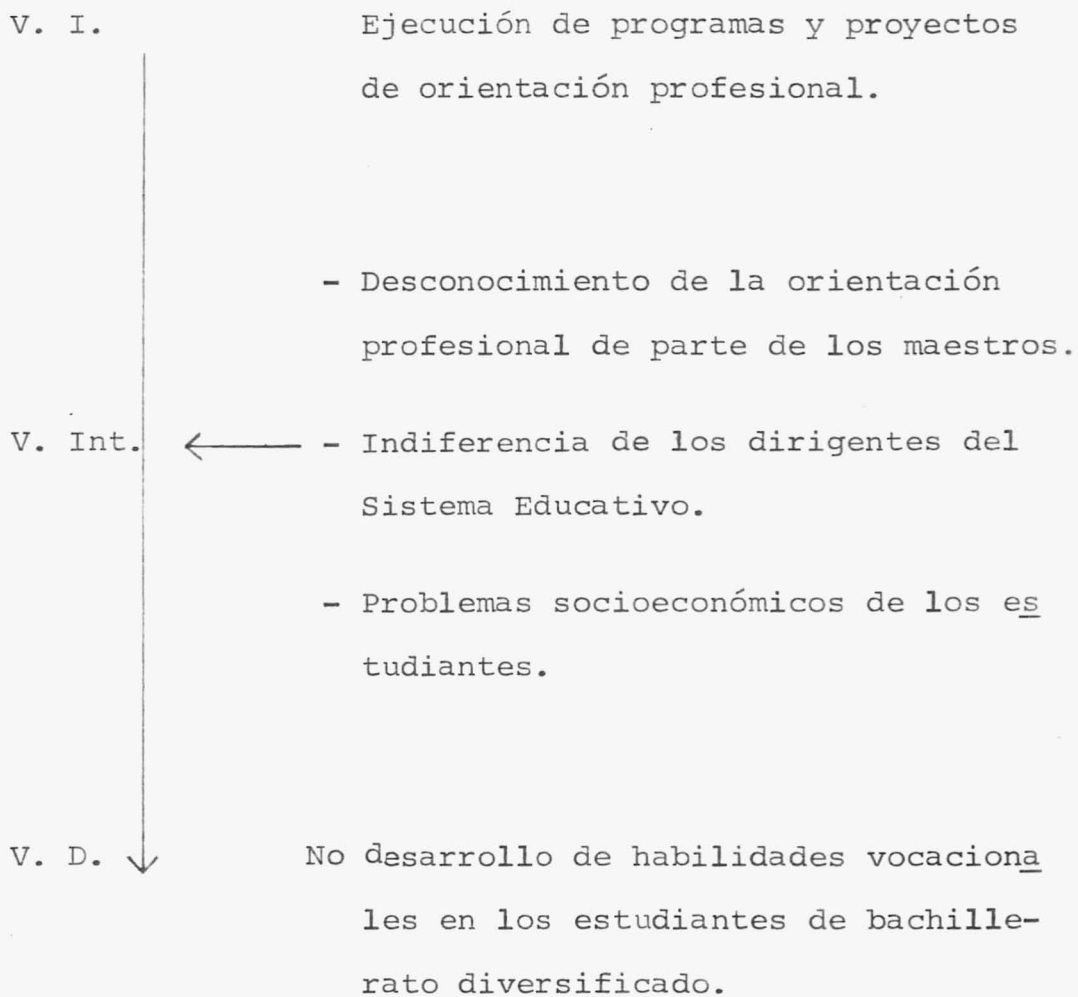 V. I. Ejecución de programas y proyectos
de orientación profesional.
- Desconocimiento de la orientación
profesional de parte de los maestros.
V. Int. - Indiferencia de los dirigentes del
Sistema Educativo.
- Problemas socioeconómicos de los es
tudiantes.
V. D. No desarrollo de habilidades vocaciona
les en los estudiantes de bachille-
rato diversificado.